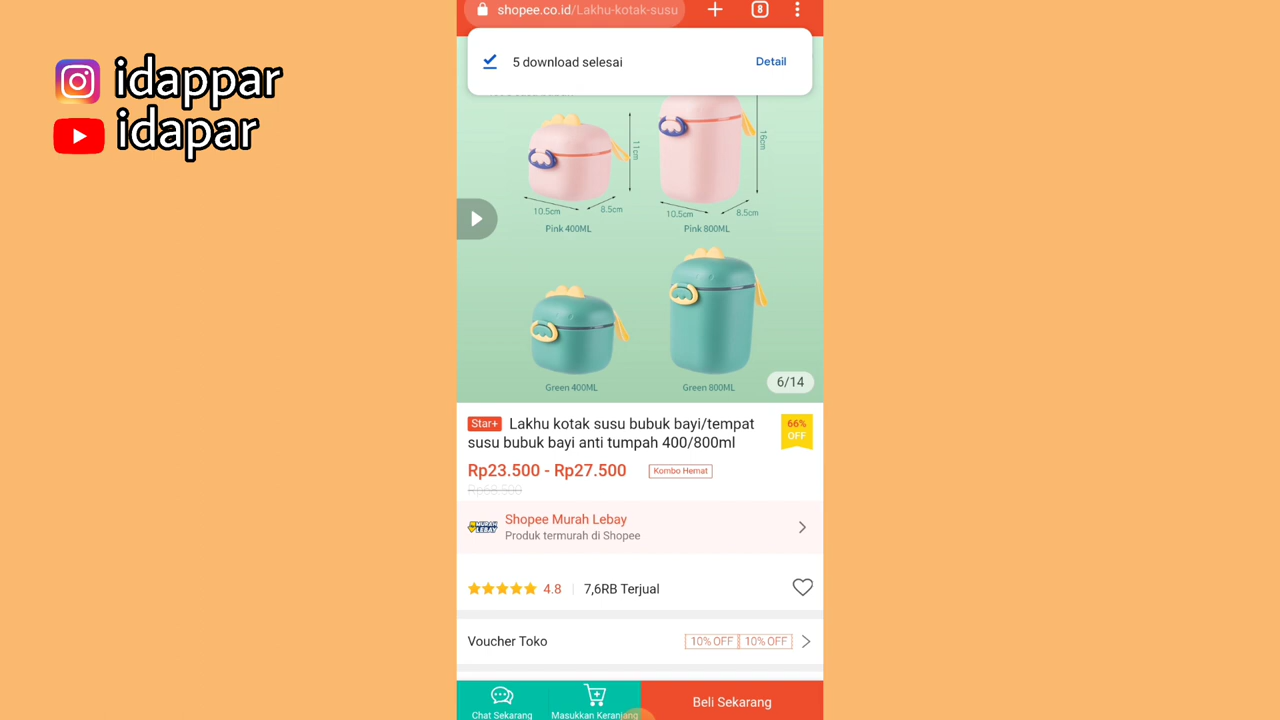 idappar
idapar
shopee.co.id/Lakhu-kotak-susu
8
5 download selesai
Detail
11cm
16cm
10.5cm
8.5cm
10.5cm
8.5cm
Pink 400ML
Pink 800ML
Green 400ML
Green 800ML
6/14
Star+ Lakhu kotak susu bubuk bayi/tempat
susu bubuk bayi anti tumpah 400/800ml
66%
OFF
Rp23.500 - Rp27.500
Kombo Hemat
Rp68.500
MURAH
LEBAY
Shopee Murah Lebay
Produk termurah di Shopee
4.8
7,6RB Terjual
Voucher Toko
10% OFF
10% OFF
Chat Sekarang
Masukkan Keranjang
Beli Sekarang